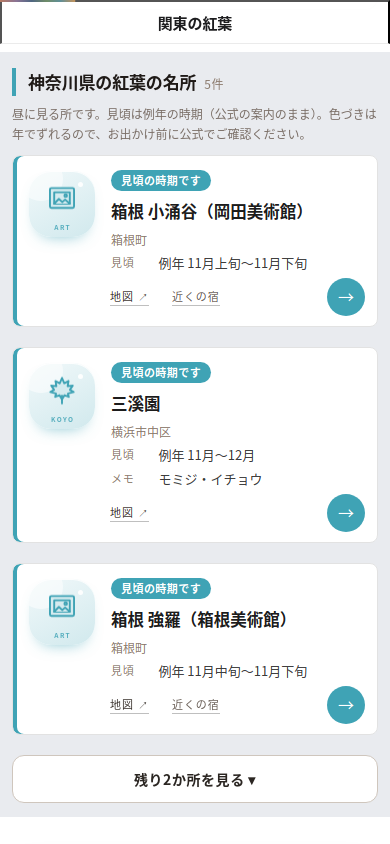 関東の紅葉
神奈川県の紅葉の名所 5件
昼に見る所です。見頃は例年の時期（公式の案内のまま）。色づきは
年でずれるので、お出かけ前に公式でご確認ください。
見頃の時期です
箱根 小涌谷（岡田美術館）
ART
箱根町
見頃 例年 11月上旬〜11月下旬
地図 ↗ 近くの宿 →
見頃の時期です
三溪園
KOYO
横浜市中区
見頃 例年 11月〜12月
メモ モミジ・イチョウ
地図 ↗ →
見頃の時期です
箱根 強羅（箱根美術館）
ART
箱根町
見頃 例年 11月中旬〜11月下旬
地図 ↗ 近くの宿 →
残り2か所を見る ▾